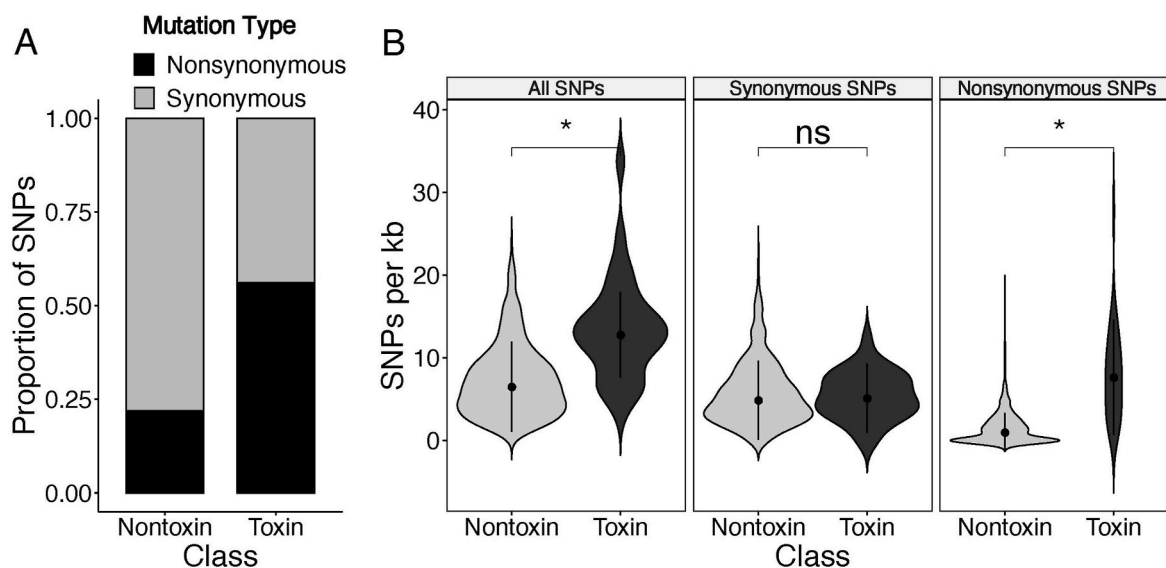 A
Mutation Type
Nonsynonymous
Synonymous
Proportion of SNPs
1.00
0.75
0.50
0.25
0.00
Nontoxin Toxin
Class
B
All SNPs Synonymous SNPs Nonsynonymous SNPs
* ns *
SNPs per kb
40
30
20
10
0
Nontoxin Toxin Nontoxin Toxin Nontoxin Toxin
Class